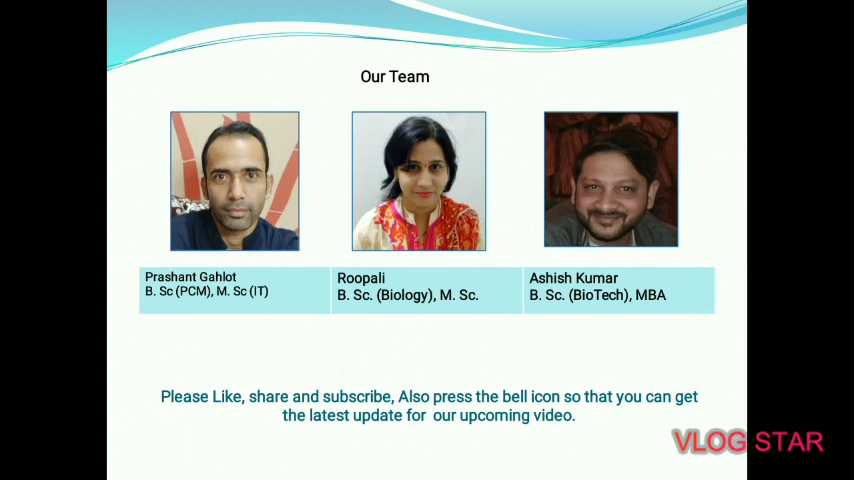 Our Team
Prashant Gahlot
B. Sc (PCM), M. Sc (IT)
Roopali
B. Sc. (Biology), M. Sc.
Ashish Kumar
B. Sc. (BioTech), MBA
Please Like, share and subscribe, Also press the bell icon so that you can get
the latest update for our upcoming video.
VLOG STAR